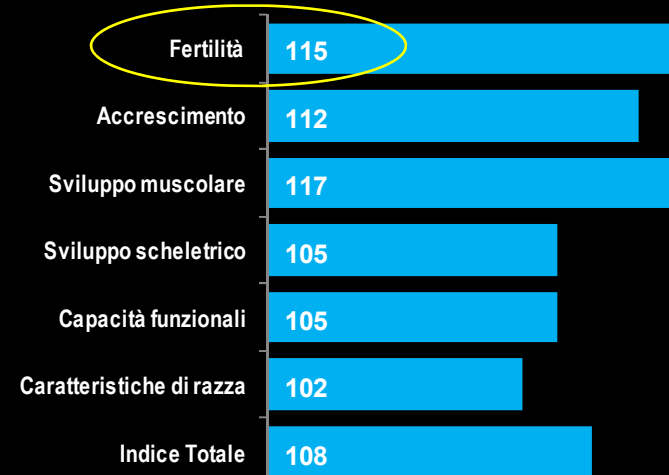 Fertilità 115
Accrescimento 112
Sviluppo muscolare 117
Sviluppo scheletrico 105
Capacità funzionali 105
Caratteristiche di razza 102
Indice Totale 108